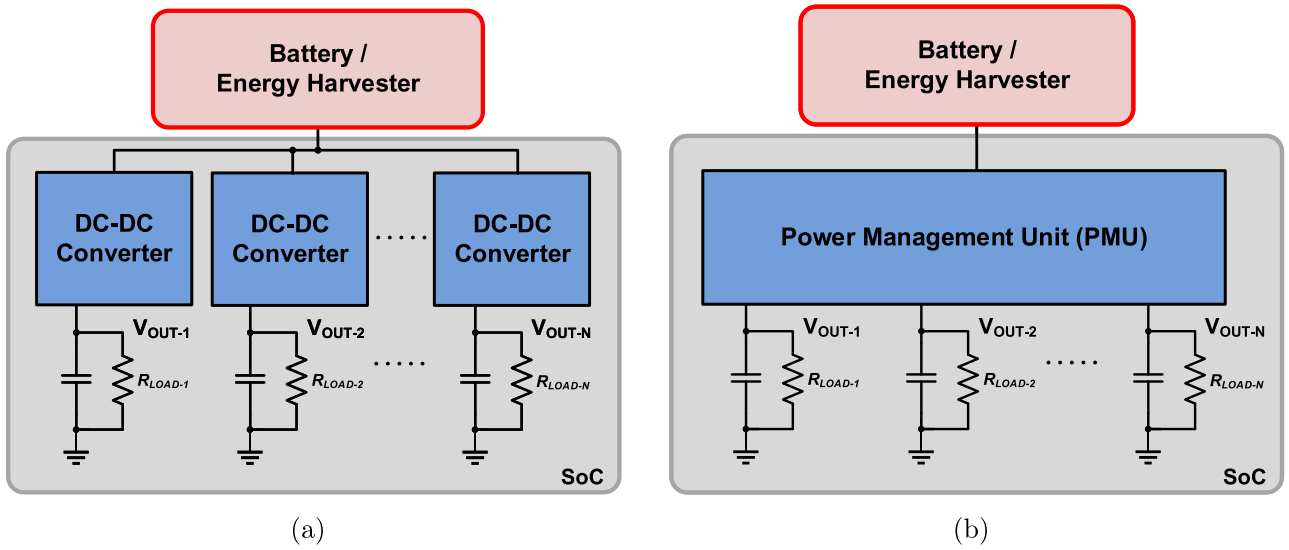 Battery /
Energy Harvester
DC-DC
Converter
DC-DC
Converter
.....
DC-DC
Converter
VOUT-1
VOUT-2
VOUT-N
RLOAD-1
RLOAD-2
.....
RLOAD-N
SoC
(a)
Battery /
Energy Harvester
Power Management Unit (PMU)
VOUT-1
VOUT-2
VOUT-N
RLOAD-1
RLOAD-2
.....
RLOAD-N
SoC
(b)